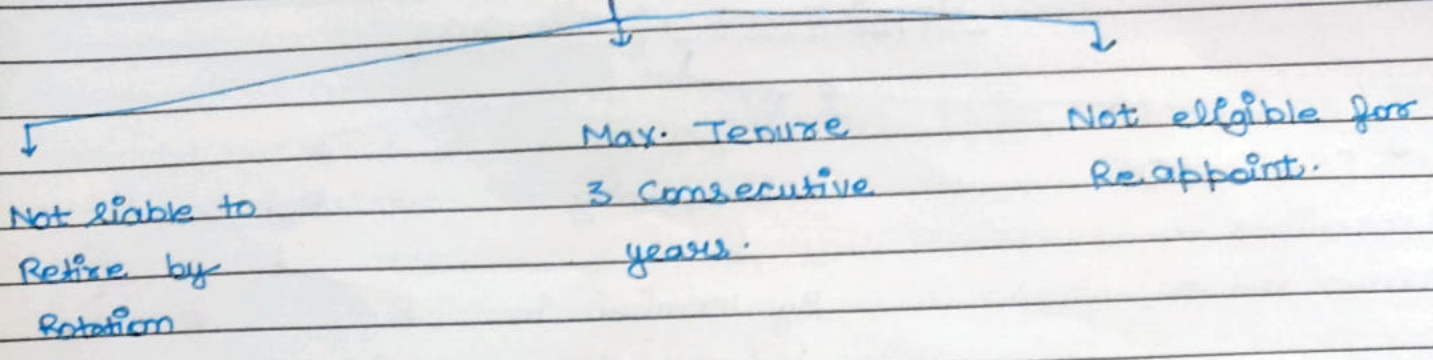 Not liable to
Retire by
Rotation
Max. Tenure
3 Consecutive
years.
Not eligible for
Re.appoint.